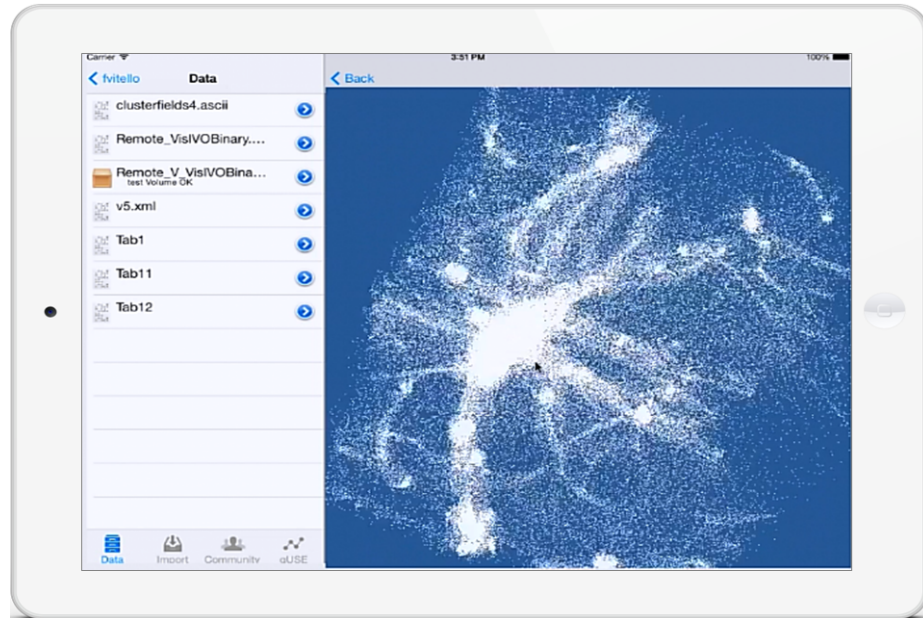 Carrier
3:51 PM
100%
fvitello
Data
Back
clusterfields4.ascii
Remote_VisIVOBinary....
Remote_V_VisIVOBina...
test Volume OK
v5.xml
Tab1
Tab11
Tab12
Data
Import
Community
gUSE